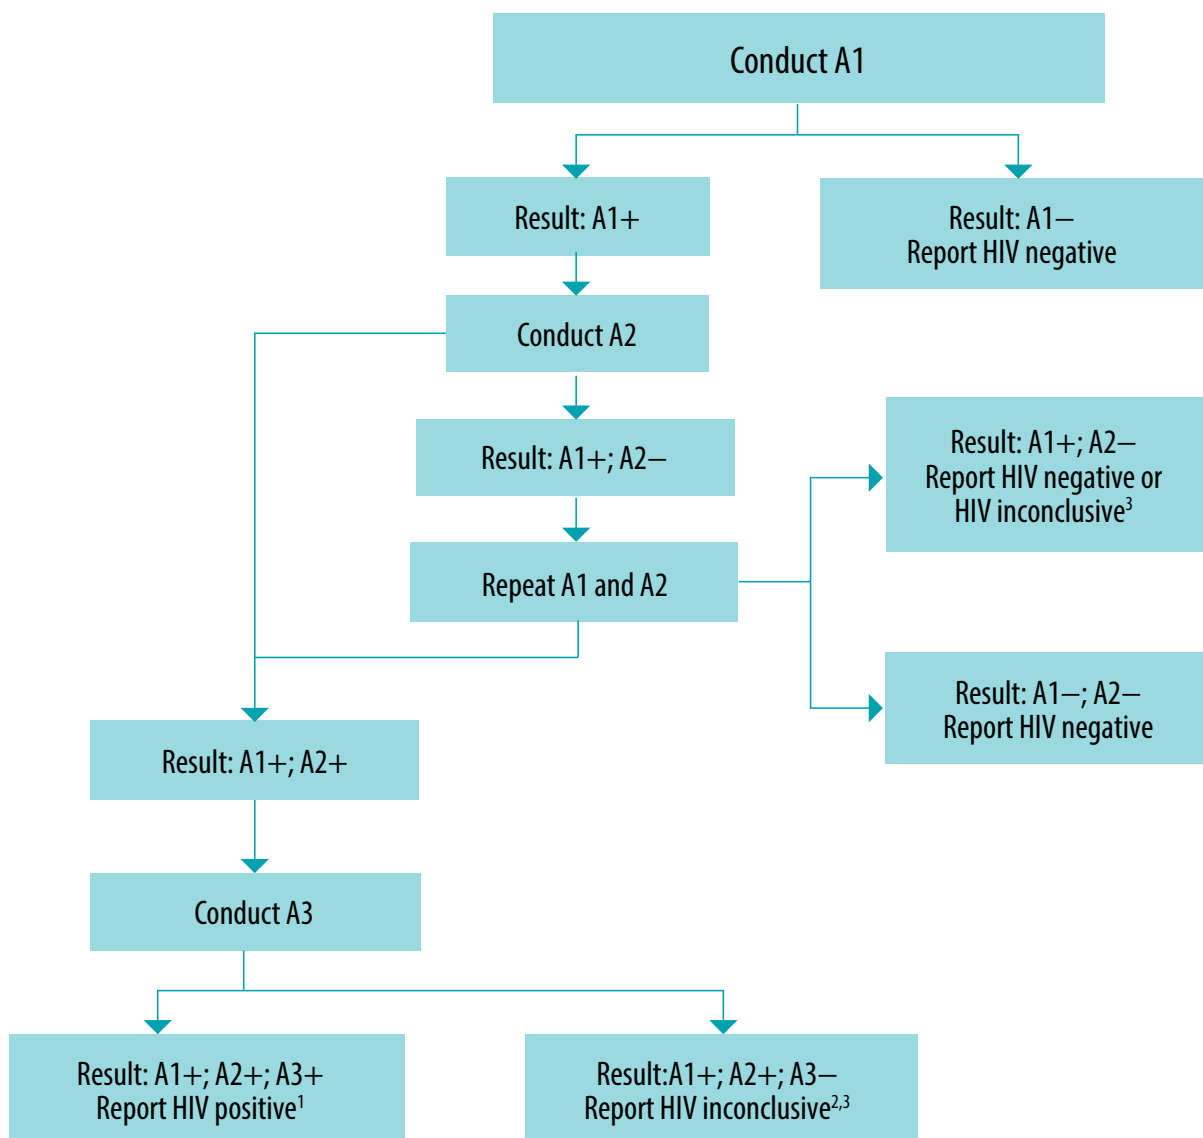 Conduct A1
Result: A1+
Result: A1−
Report HIV negative
Conduct A2
Result: A1+; A2−
Result: A1+; A2−
Report HIV negative or
HIV inconclusive³
Repeat A1 and A2
Result: A1−; A2−
Report HIV negative
Result: A1+; A2+
Conduct A3
Result: A1+; A2+; A3+
Report HIV positive¹
Result:A1+; A2+; A3−
Report HIV inconclusive²,³